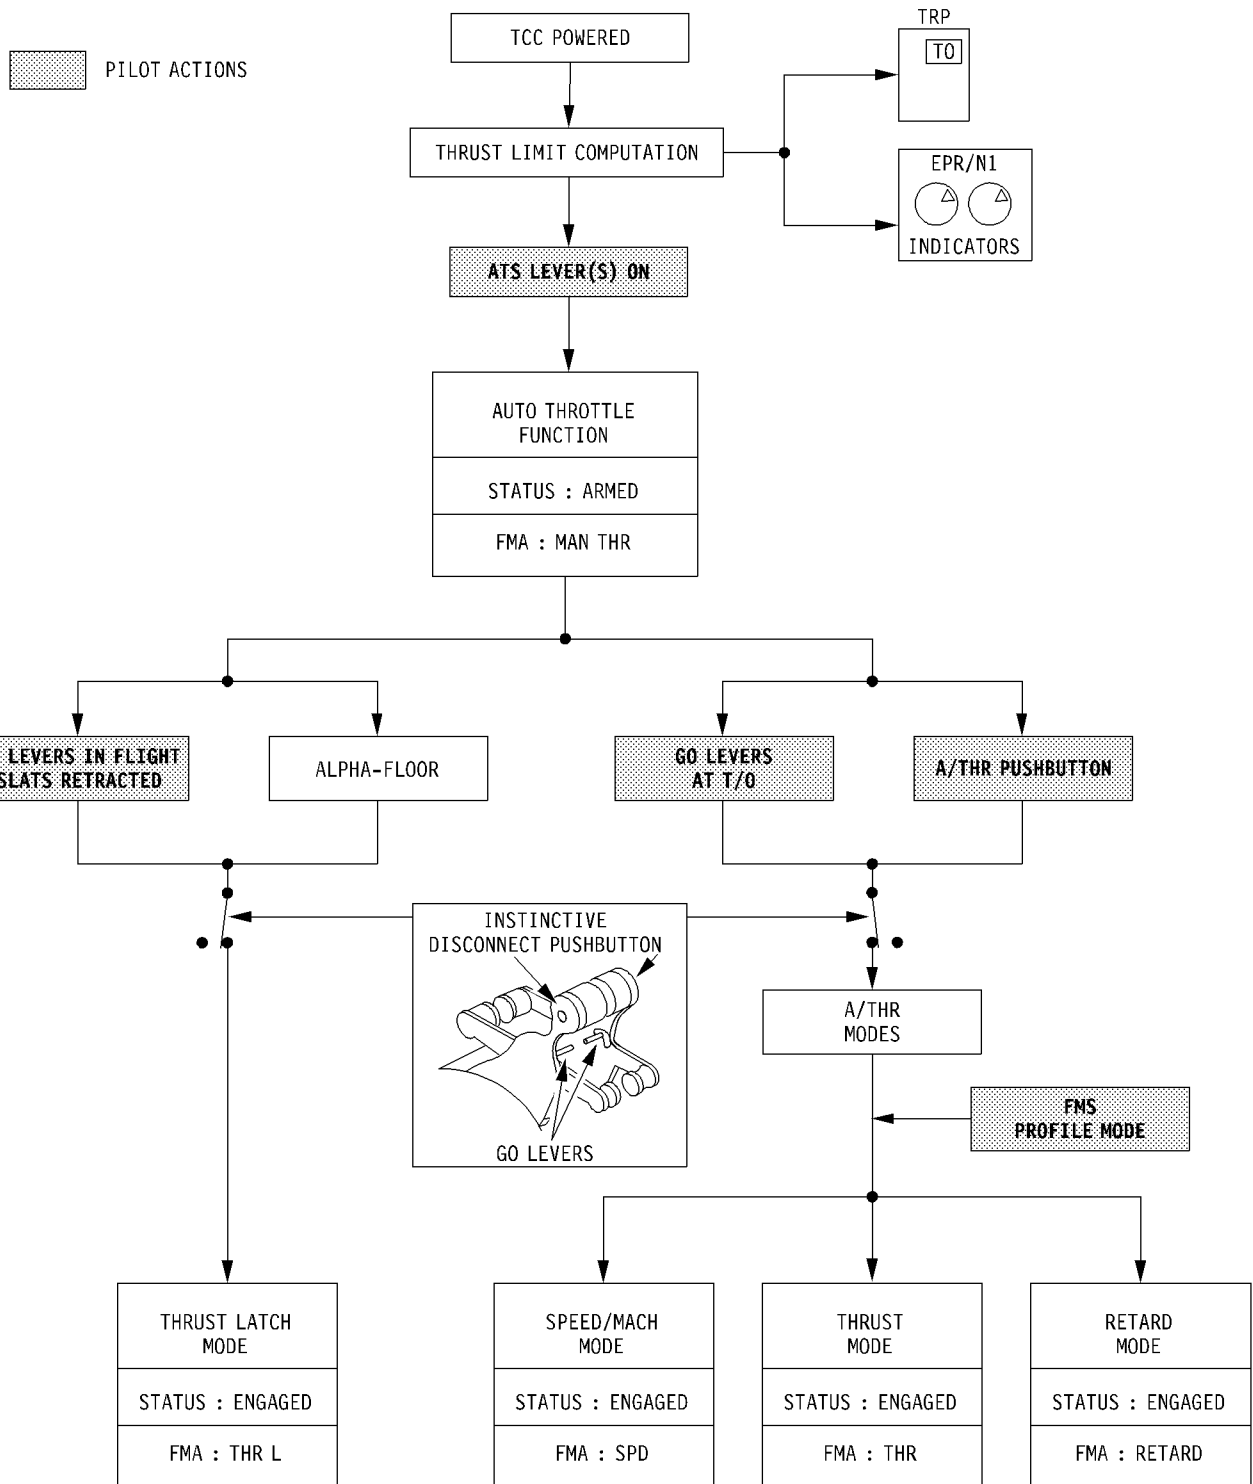 TCC POWERED
TRP
TO
PILOT ACTIONS
THRUST LIMIT COMPUTATION
EPR/N1
INDICATORS
ATS LEVER(S) ON
AUTO THROTTLE
FUNCTION
STATUS : ARMED
FMA : MAN THR
LEVERS IN FLIGHT
SLATS RETRACTED
ALPHA-FLOOR
GO LEVERS
AT T/O
A/THR PUSHBUTTON
INSTINCTIVE
DISCONNECT PUSHBUTTON
GO LEVERS
A/THR
MODES
FMS
PROFILE MODE
THRUST LATCH
MODE
STATUS : ENGAGED
FMA : THR L
SPEED/MACH
MODE
STATUS : ENGAGED
FMA : SPD
THRUST
MODE
STATUS : ENGAGED
FMA : THR
RETARD
MODE
STATUS : ENGAGED
FMA : RETARD